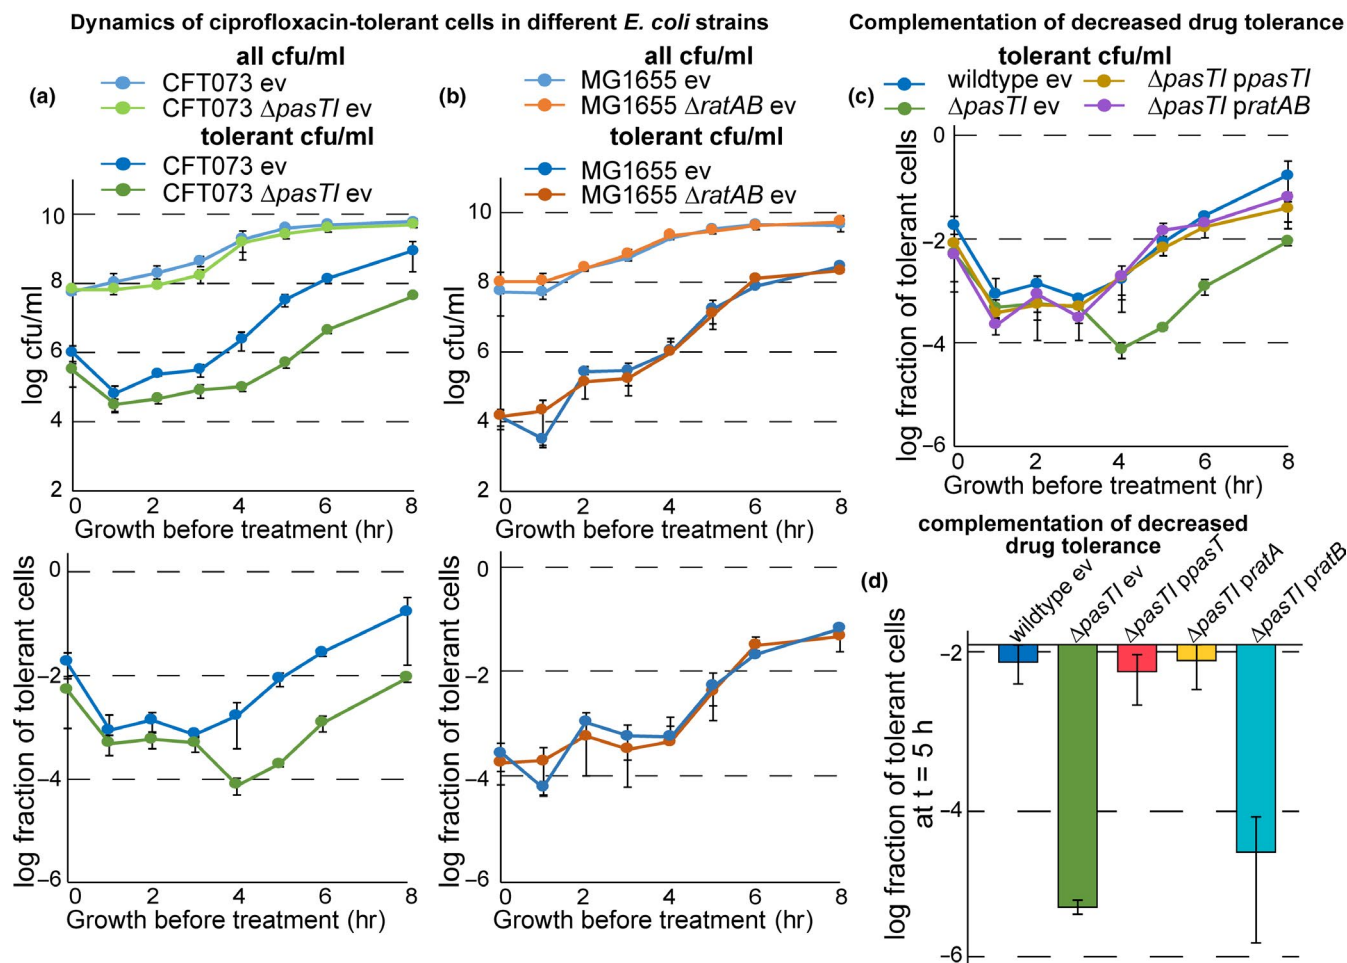 Dynamics of ciprofloxacin-tolerant cells in different E. coli strains
(a)
all cfu/ml
CFT073 ev
CFT073 ΔpasTI ev
tolerant cfu/ml
CFT073 ev
CFT073 ΔpasTI ev
log cfu/ml
10
8
6
4
2
0 2 4 6 8
Growth before treatment (hr)
log fraction of tolerant cells
0
−2
−4
−6
0 2 4 6 8
Growth before treatment (hr)
(b)
all cfu/ml
MG1655 ev
MG1655 ΔratAB ev
tolerant cfu/ml
MG1655 ev
MG1655 ΔratAB ev
log cfu/ml
10
8
6
4
2
0 2 4 6 8
Growth before treatment (hr)
log fraction of tolerant cells
0
−2
−4
−6
0 2 4 6 8
Growth before treatment (hr)
Complementation of decreased drug tolerance
(c)
tolerant cfu/ml
wildtype ev
ΔpasTI ppasTI
ΔpasTI ev
ΔpasTI pratAB
log fraction of tolerant cells
0
−2
−4
−6
0 2 4 6 8
Growth before treatment (hr)
complementation of decreased
drug tolerance
(d)
wildtype ev
ΔpasTI ev
ΔpasTI ppasT
ΔpasTI pratA
ΔpasTI pratB
log fraction of tolerant cells
at t = 5 h
-2
-4
-6